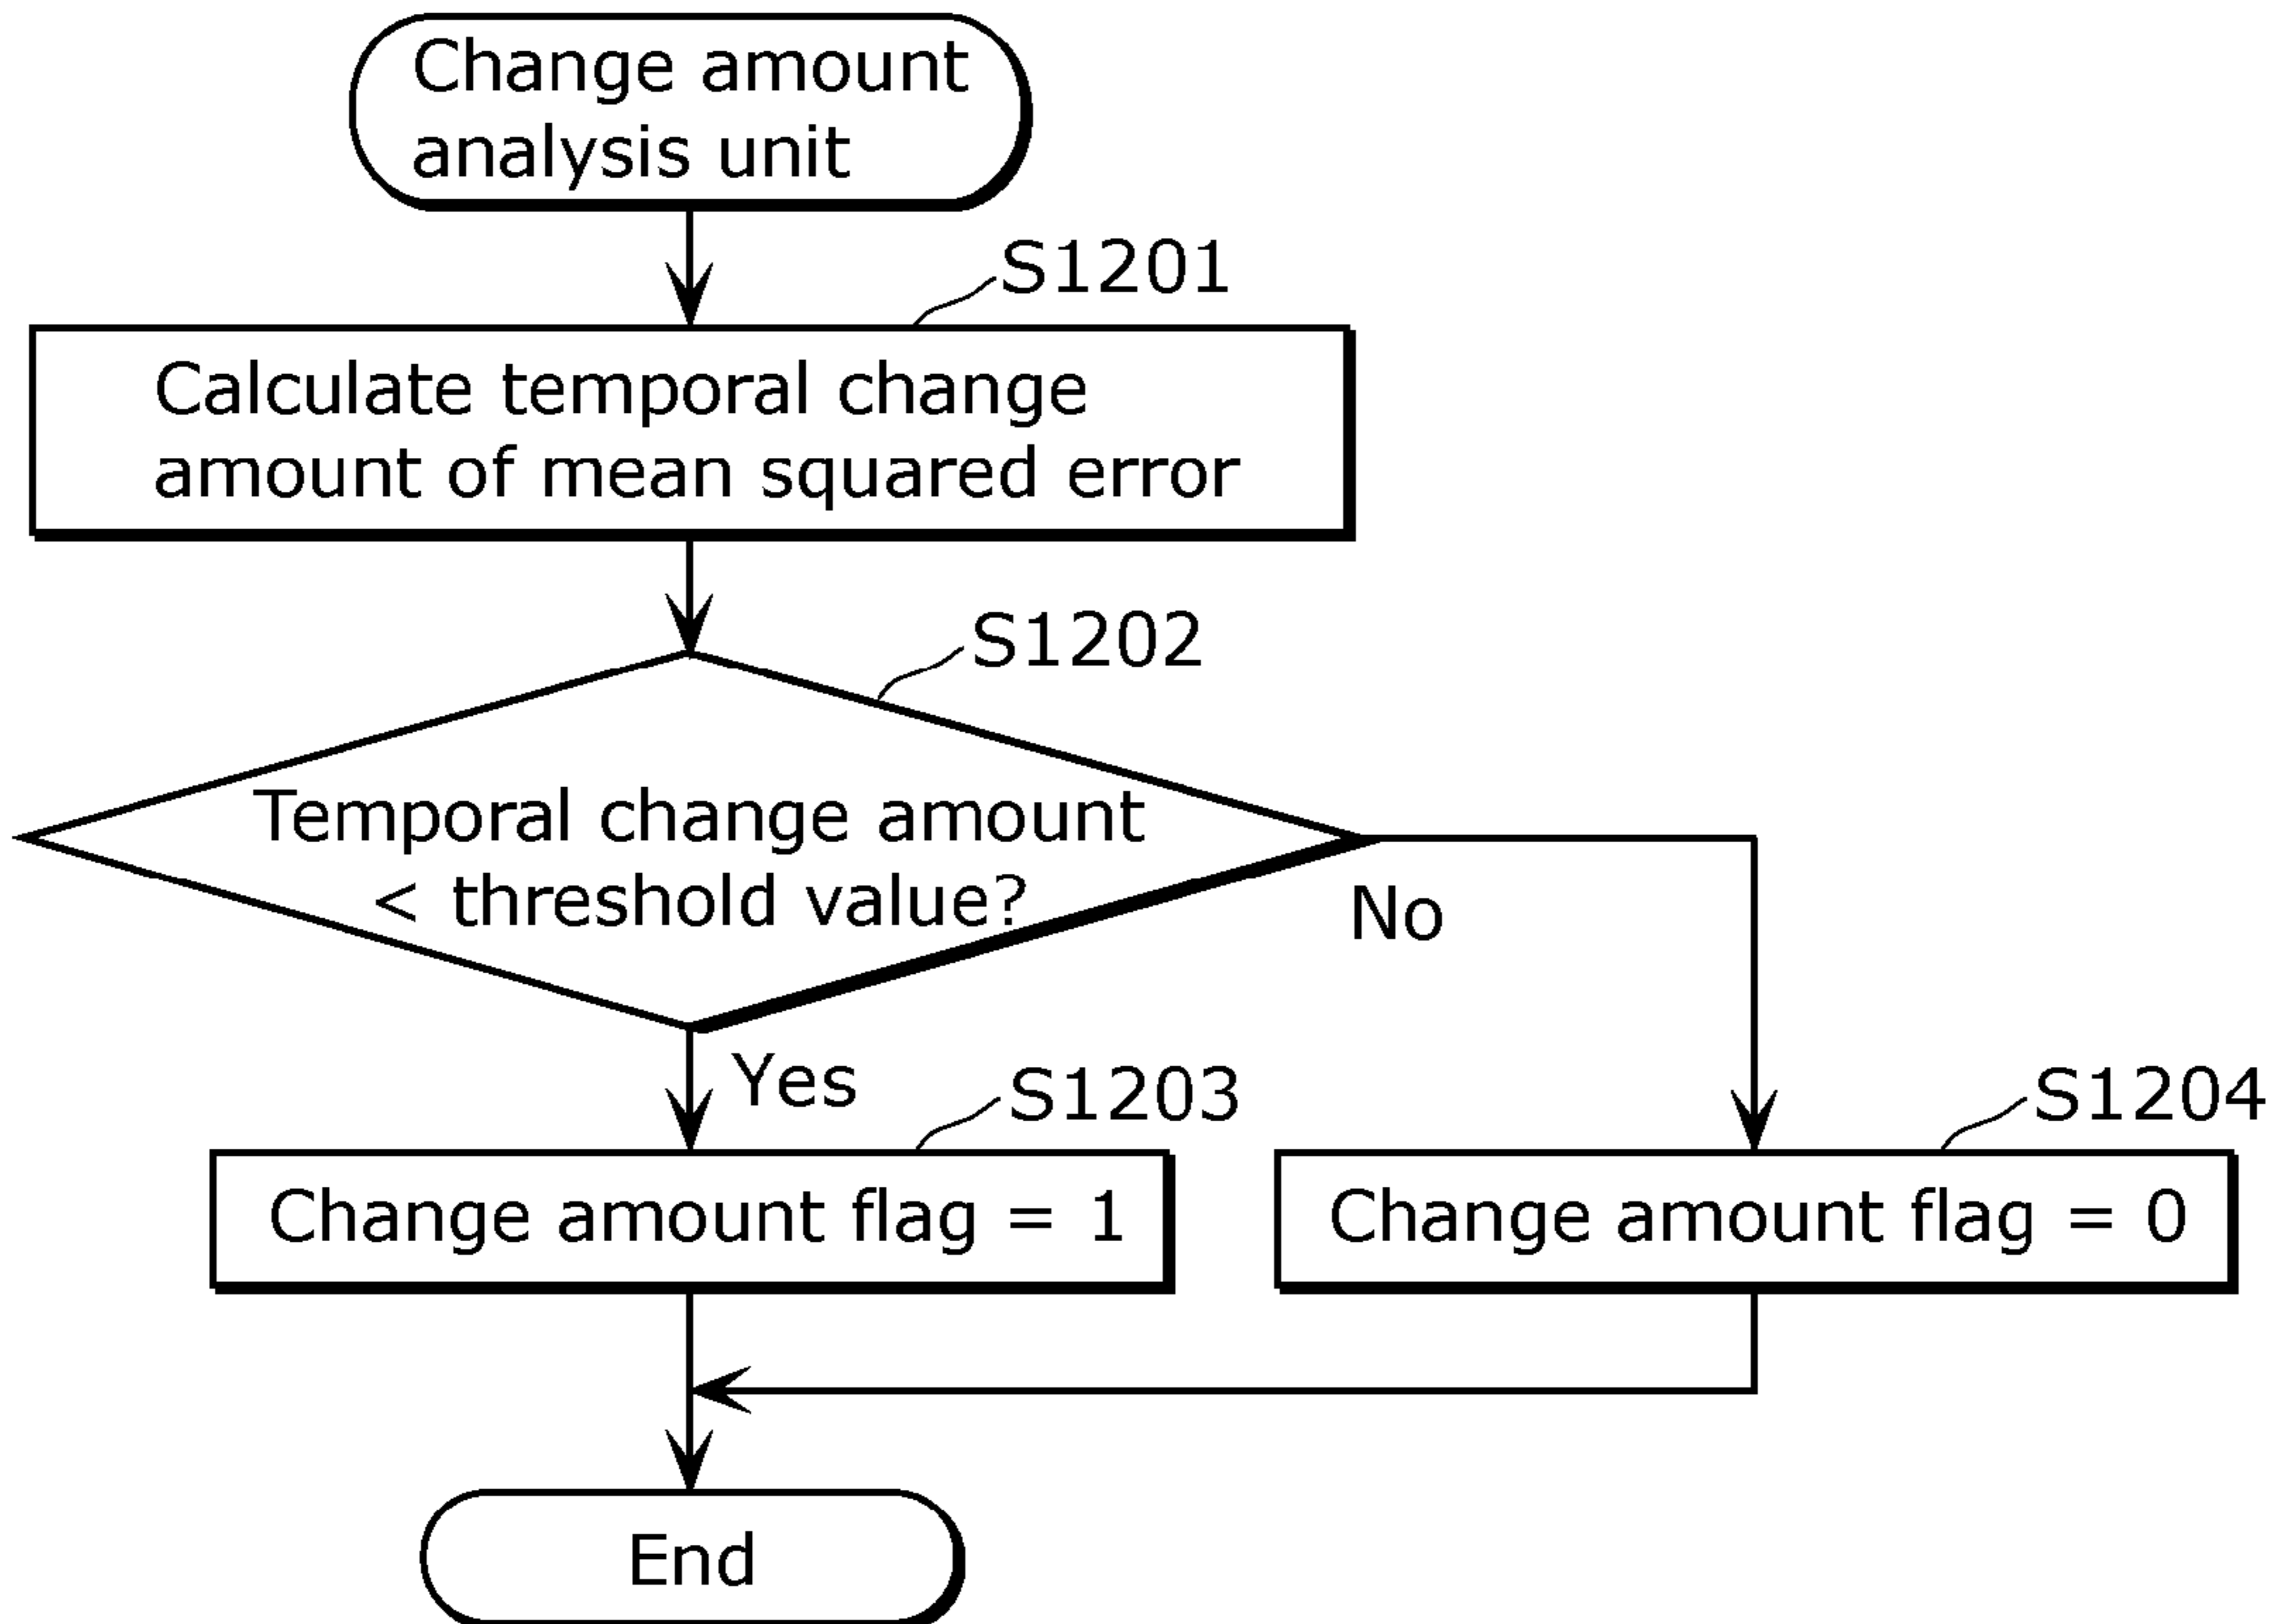 Change amount
analysis unit
S1201
Calculate temporal change
amount of mean squared error
S1202
Temporal change amount
< threshold value?
No
Yes
S1203
S1204
Change amount flag = 1
Change amount flag = 0
End